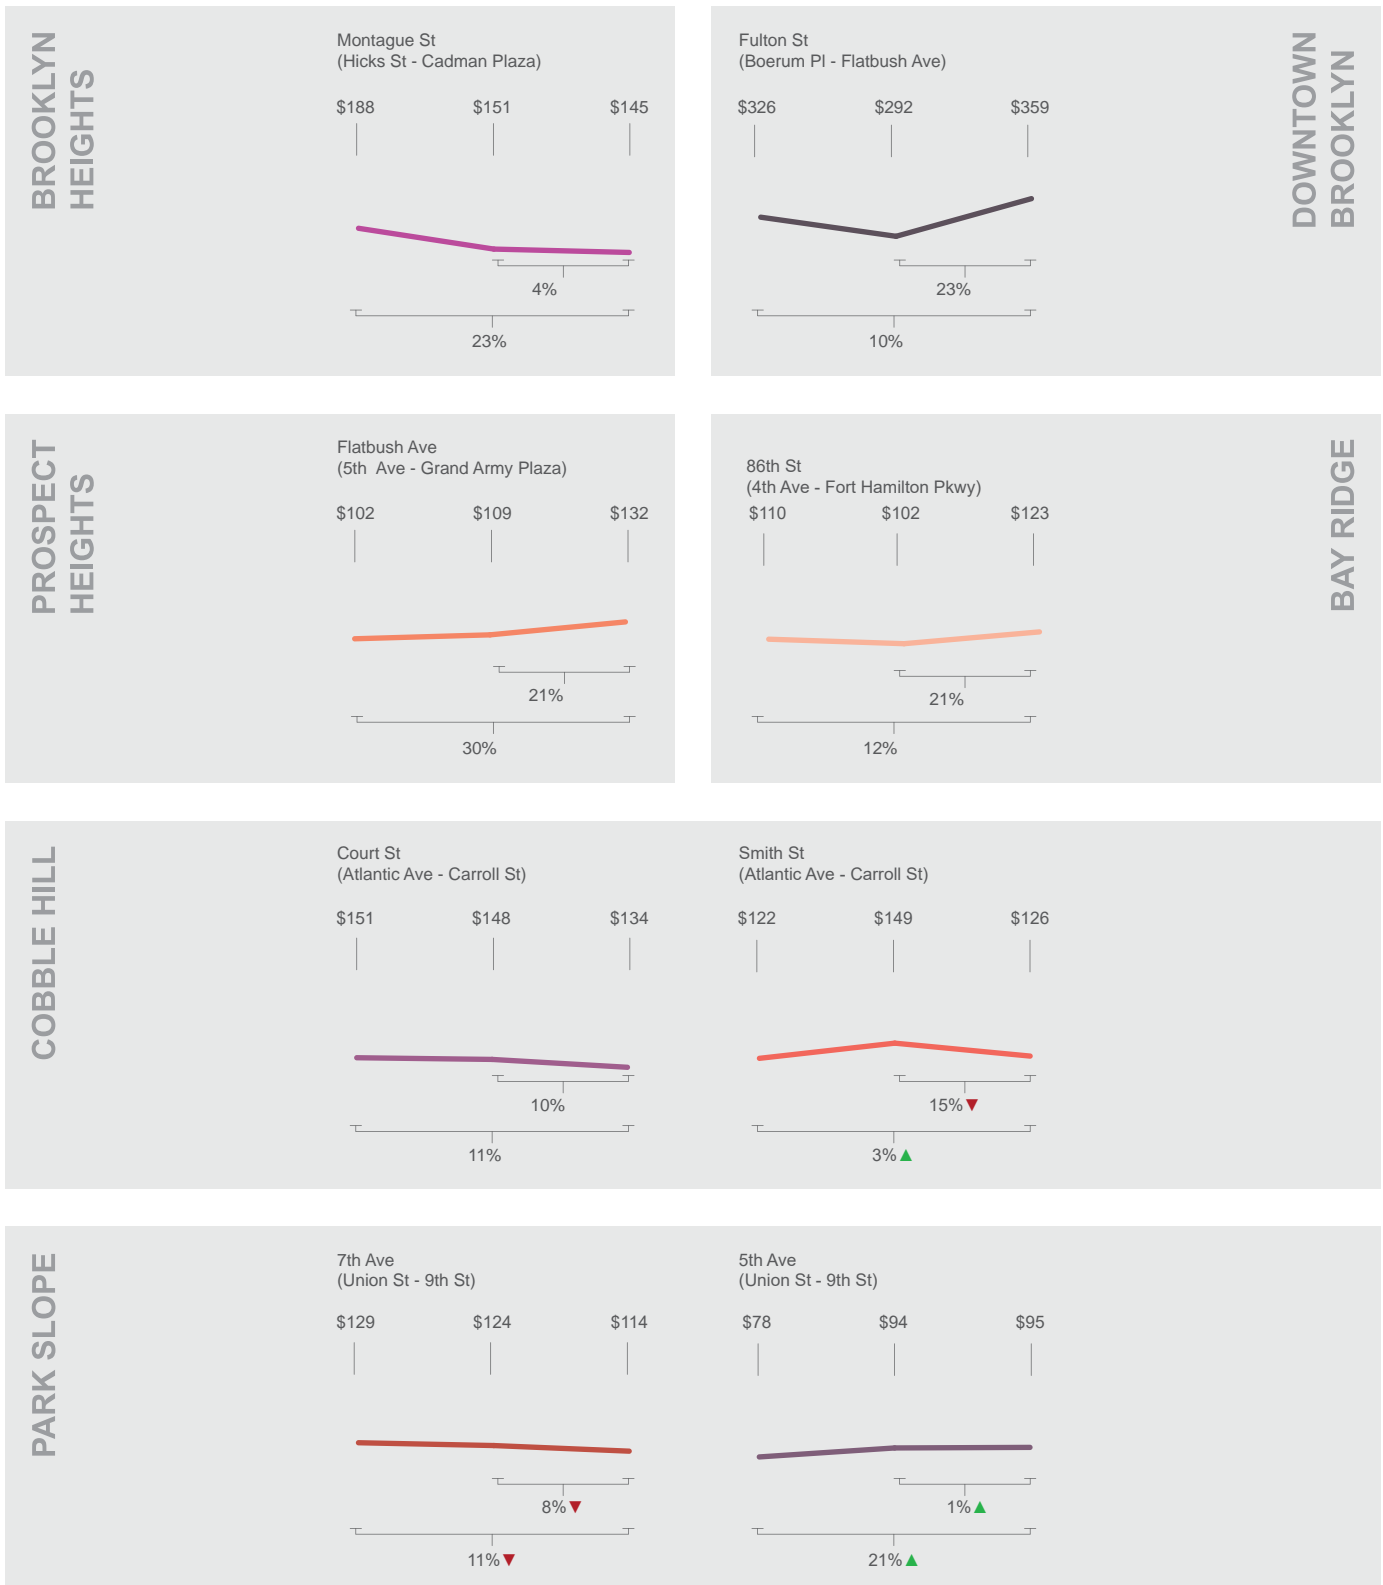 BROOKLYN
HEIGHTS
Montague St
(Hicks St - Cadman Plaza)
$188 $151 $145
4%
23%
Fulton St
(Boerum Pl - Flatbush Ave)
$326 $292 $359
23%
10%
DOWNTOWN
BROOKLYN
PROSPECT
HEIGHTS
Flatbush Ave
(5th Ave - Grand Army Plaza)
$102 $109 $132
21%
30%
86th St
(4th Ave - Fort Hamilton Pkwy)
$110 $102 $123
21%
12%
BAY RIDGE
COBBLE HILL
Court St
(Atlantic Ave - Carroll St)
$151 $148 $134
10%
11%
Smith St
(Atlantic Ave - Carroll St)
$122 $149 $126
15%▼
3%▲
PARK SLOPE
7th Ave
(Union St - 9th St)
$129 $124 $114
8%▼
11%▼
5th Ave
(Union St - 9th St)
$78 $94 $95
1%▲
21%▲